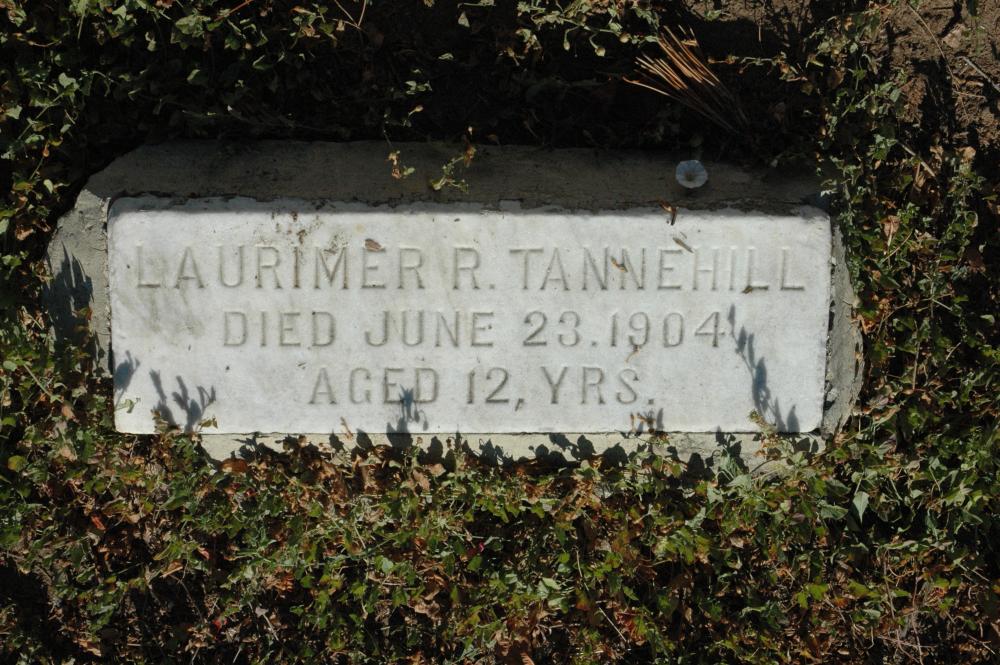 LAURIMER R. TANNEHILL
DIED JUNE 23.1904
AGED 12, YRS.